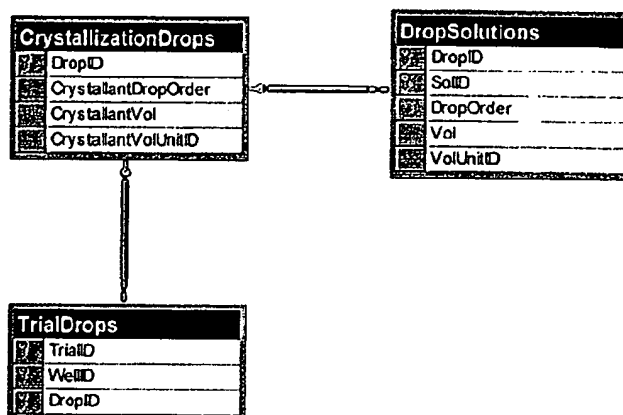 CrystallizationDrops
DropID
CrystallantDropOrder
CrystallantVol
CrystallantVolUnitID
DropSolutions
DropID
SolID
DropOrder
Vol
VolUnitID
TrialDrops
TrialID
WellID
DropID